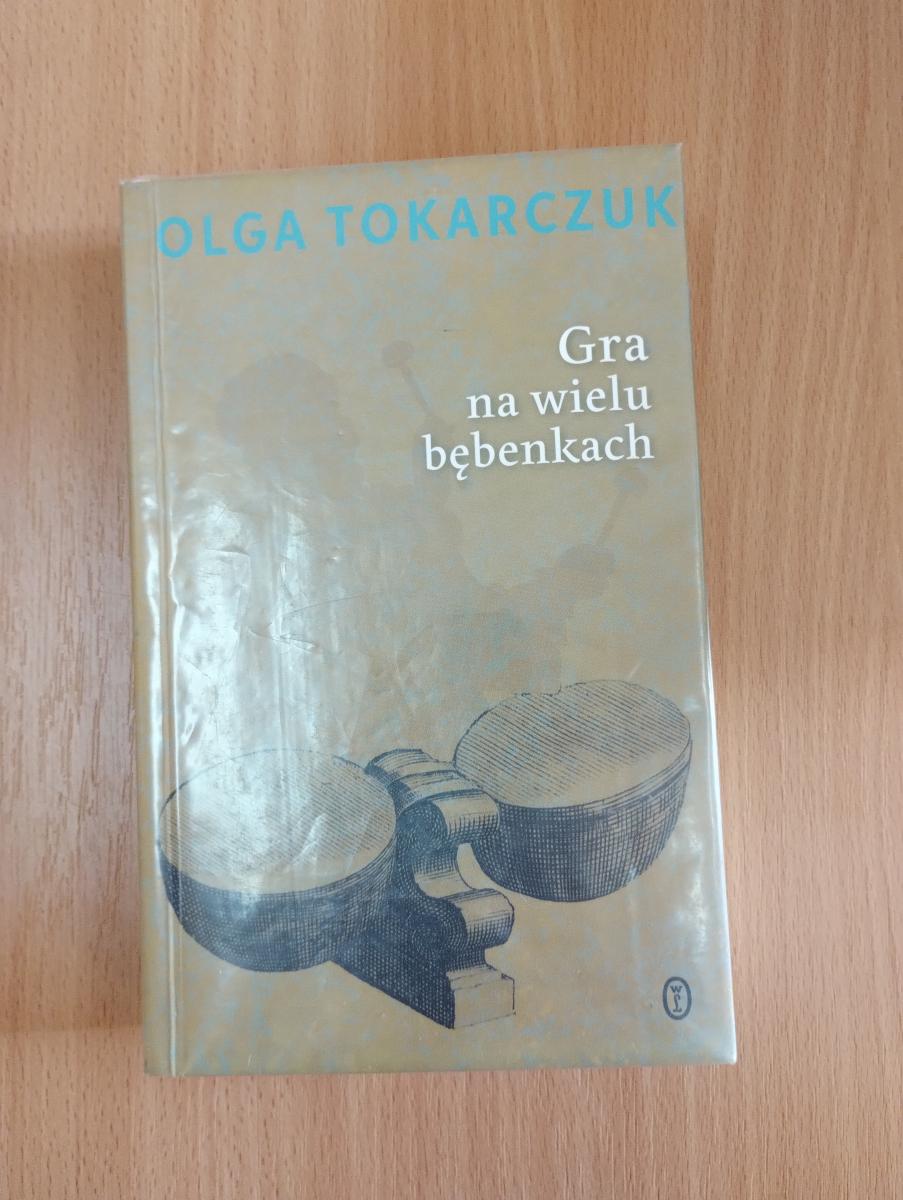 OLGA TOKARCZUK
Gra
na wielu
bębenkach